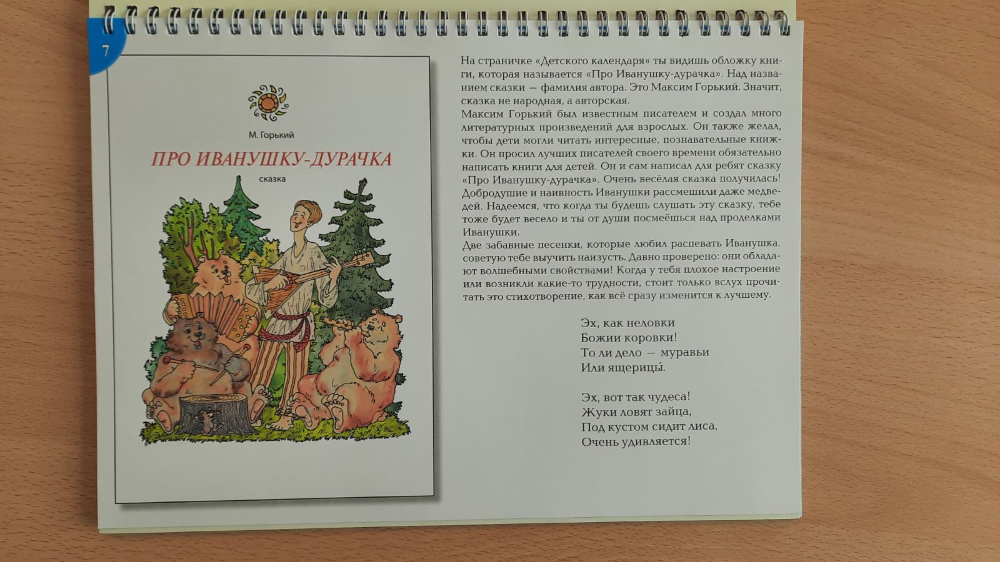 7
М. Горький
ПРО ИВАНУШКУ-ДУРАЧКА
сказка
На страничке «Детского календаря» ты видишь обложку кни-
ги, которая называется «Про Иванушку-дурачка». Над назва-
нием сказки — фамилия автора. Это Максим Горький. Значит,
сказка не народная, а авторская.
Максим Горький был известным писателем и создал много
литературных произведений для взрослых. Он также желал,
чтобы дети могли читать интересные, познавательные книж-
ки. Он просил лучших писателей своего времени обязательно
написать книги для детей. Он и сам написал для ребят сказку
«Про Иванушку-дурачка». Очень весёлая сказка получилась!
Добродушие и наивность Иванушки рассмешили даже медве-
дей. Надеемся, что когда ты будешь слушать эту сказку, тебе
тоже будет весело и ты от души посмеёшься над проделками
Иванушки.
Две забавные песенки, которые любил распевать Иванушка,
советую тебе выучить наизусть. Давно проверено: они облада-
ют волшебными свойствами! Когда у тебя плохое настроение
или возникли какие-то трудности, стоит только вслух прочи-
тать это стихотворение, как всё сразу изменится к лучшему.
Эх, как неловки
Божии коровки!
То ли дело — муравьи
Или ящерицы́.
Эх, вот так чудеса!
Жуки ловят зайца,
Под кустом сидит лиса,
Очень удивляется!